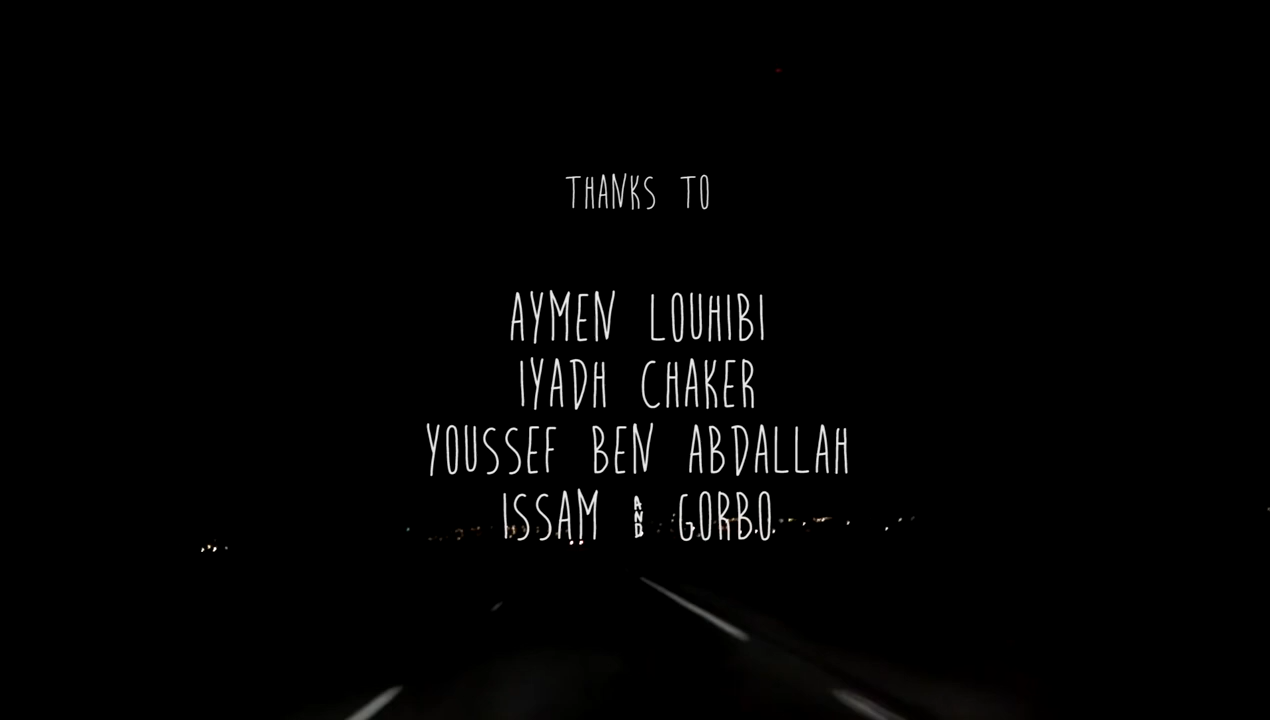 THANKS TO
AYMEN LOUHIBI
IYADH CHAKER
YOUSSEF BEN ABDALLAH
ISSAM AND GORBO